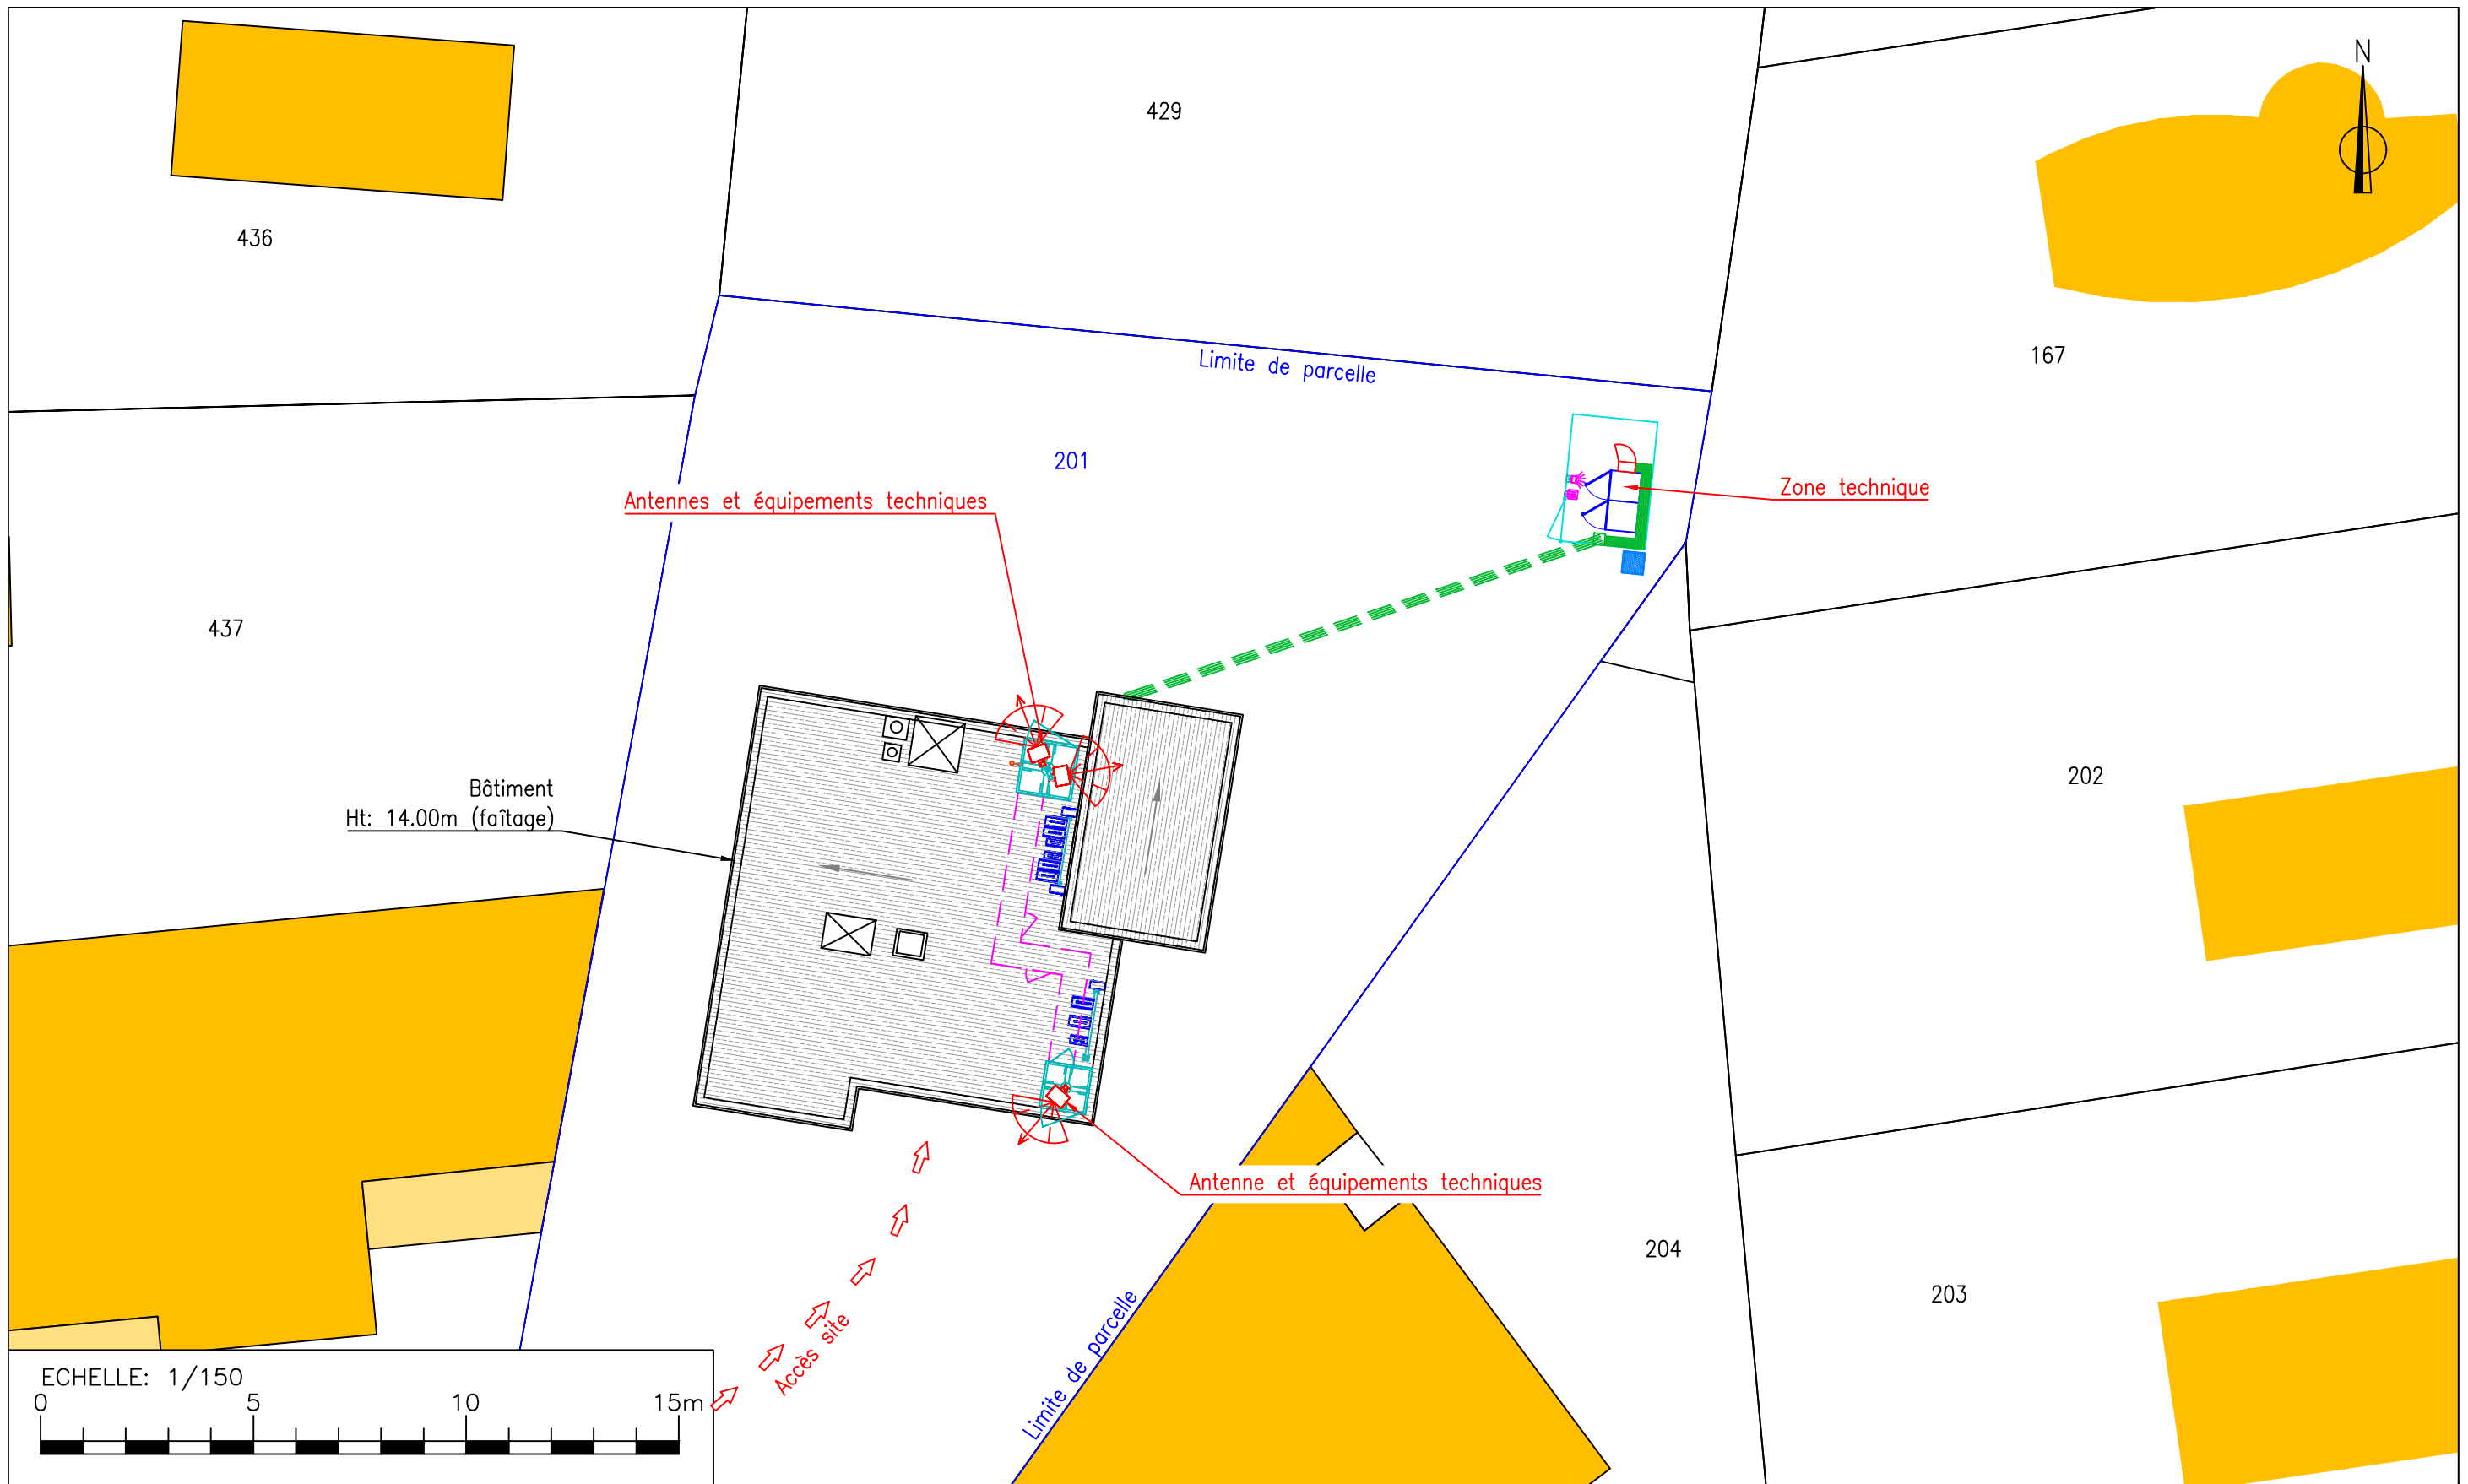 N
429
436
167
Limite de parcelle
201
Antennes et équipements techniques
Zone technique
437
202
Bâtiment
Ht: 14.00m (faîtage)
Antenne et équipements techniques
204
203
Limite de parcelle
Accès site
ECHELLE: 1/150
0 5 10 15m